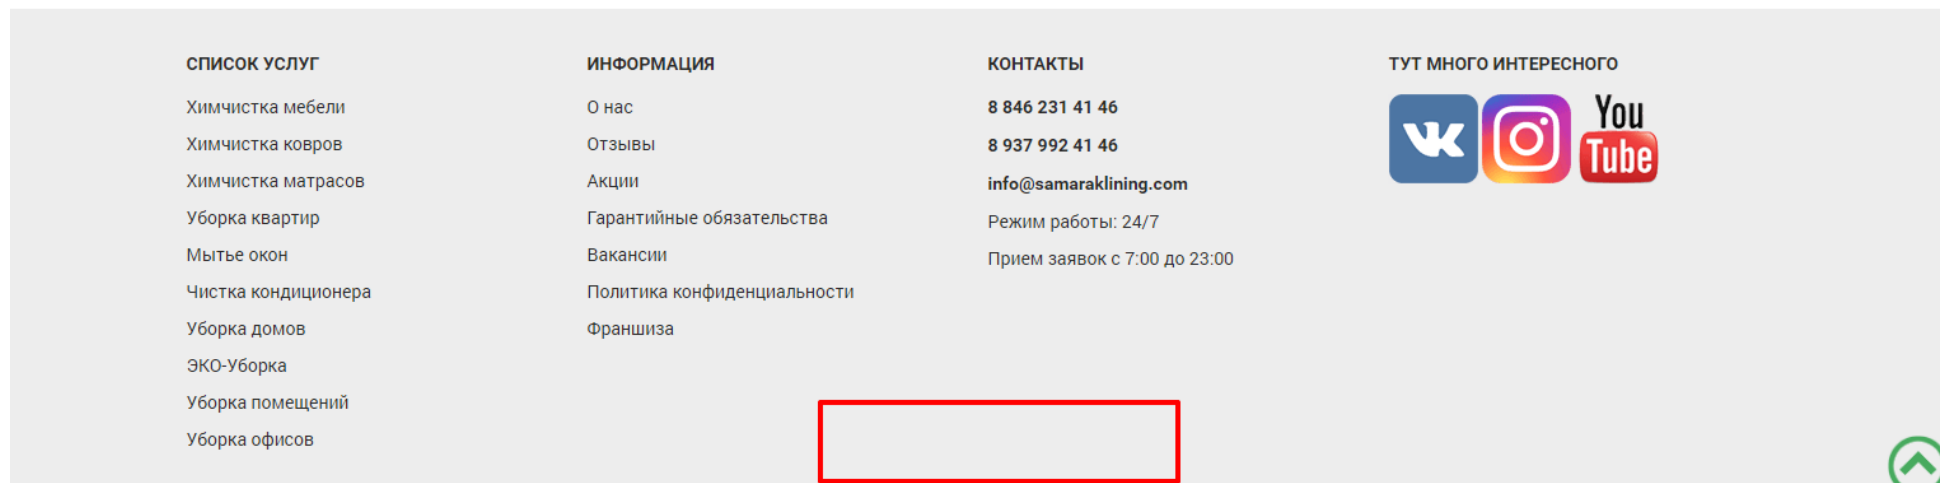 СПИСОК УСЛУГ
Химчистка мебели
Химчистка ковров
Химчистка матрасов
Уборка квартир
Мытье окон
Чистка кондиционера
Уборка домов
ЭКО-Уборка
Уборка помещений
Уборка офисов
ИНФОРМАЦИЯ
О нас
Отзывы
Акции
Гарантийные обязательства
Вакансии
Политика конфиденциальности
Франшиза
КОНТАКТЫ
8 846 231 41 46
8 937 992 41 46
info@samaraklining.com
Режим работы: 24/7
Прием заявок с 7:00 до 23:00
ТУТ МНОГО ИНТЕРЕСНОГО
You
Tube